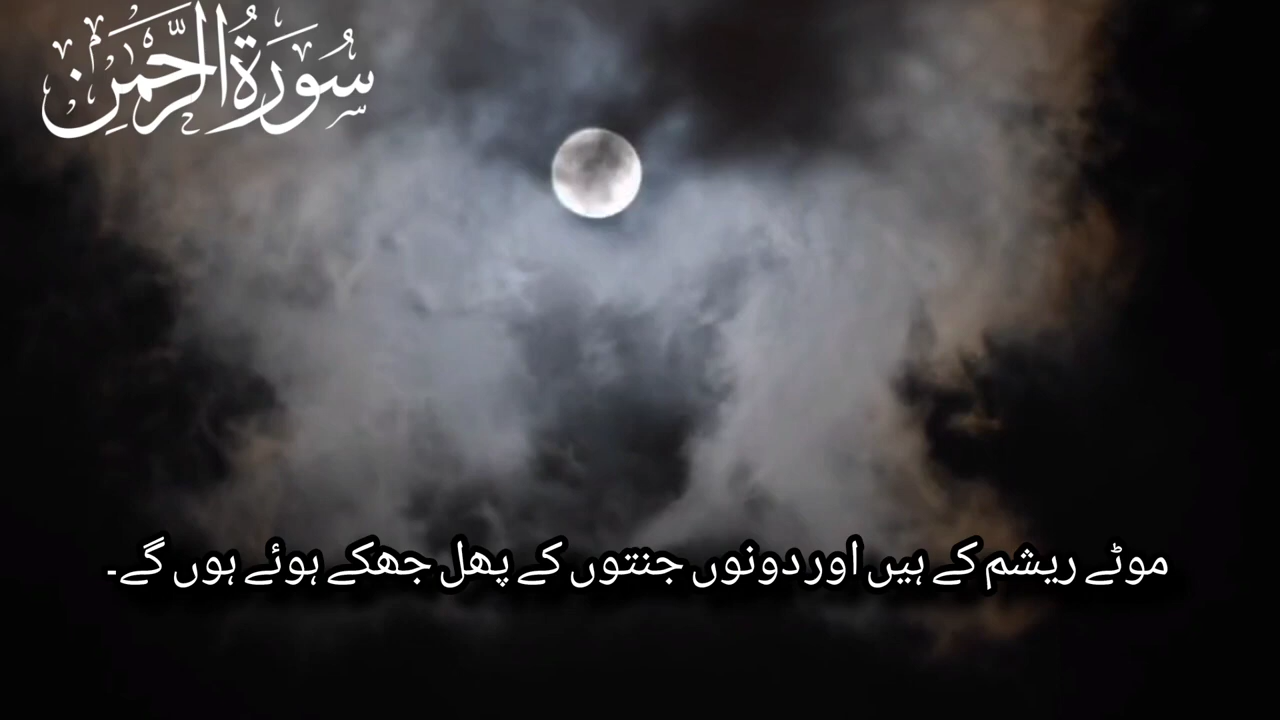 سُورَةُ الرَّحْمٰن
موٹے ریشم کے ہیں اور دونوں جنتوں کے پھل جھکے ہوئے ہوں گے۔